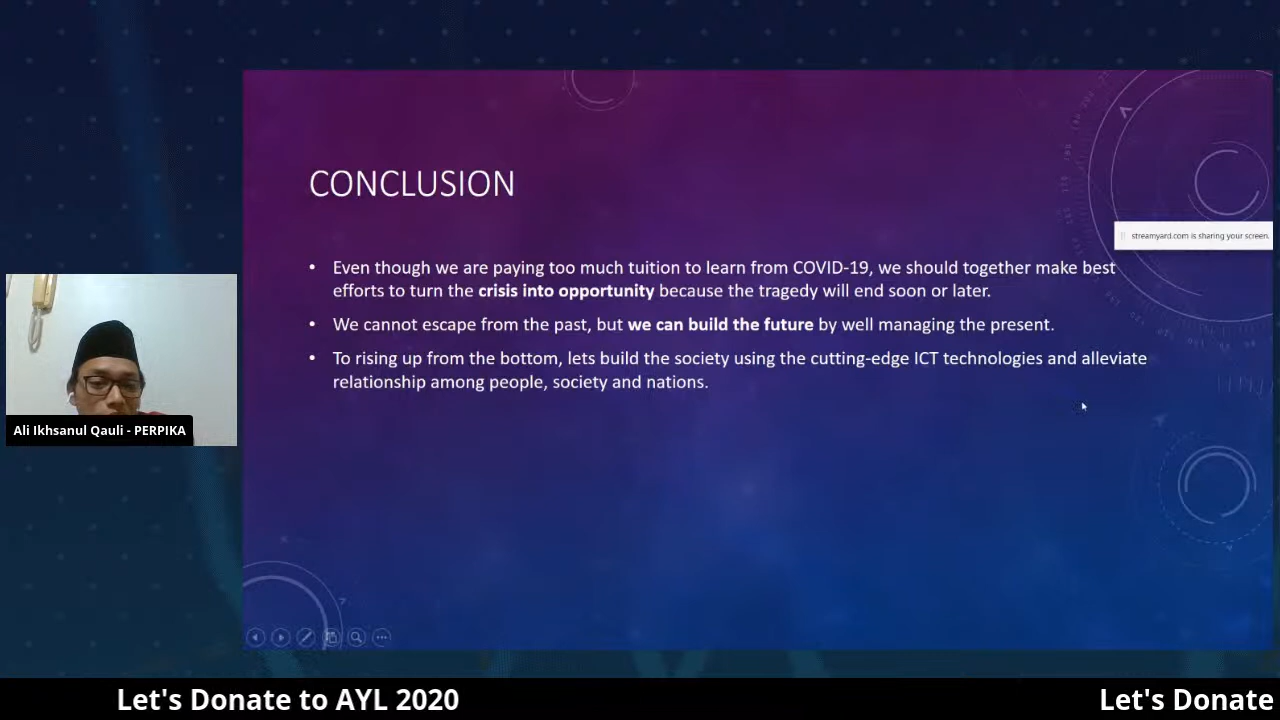 CONCLUSION
streamyard.com is sharing your screen.
• Even though we are paying too much tuition to learn from COVID-19, we should together make best
efforts to turn the crisis into opportunity because the tragedy will end soon or later.
• We cannot escape from the past, but we can build the future by well managing the present.
• To rising up from the bottom, lets build the society using the cutting-edge ICT technologies and alleviate
relationship among people, society and nations.
Ali Ikhsanul Qauli - PERPIKA
Let's Donate to AYL 2020
Let's Donate